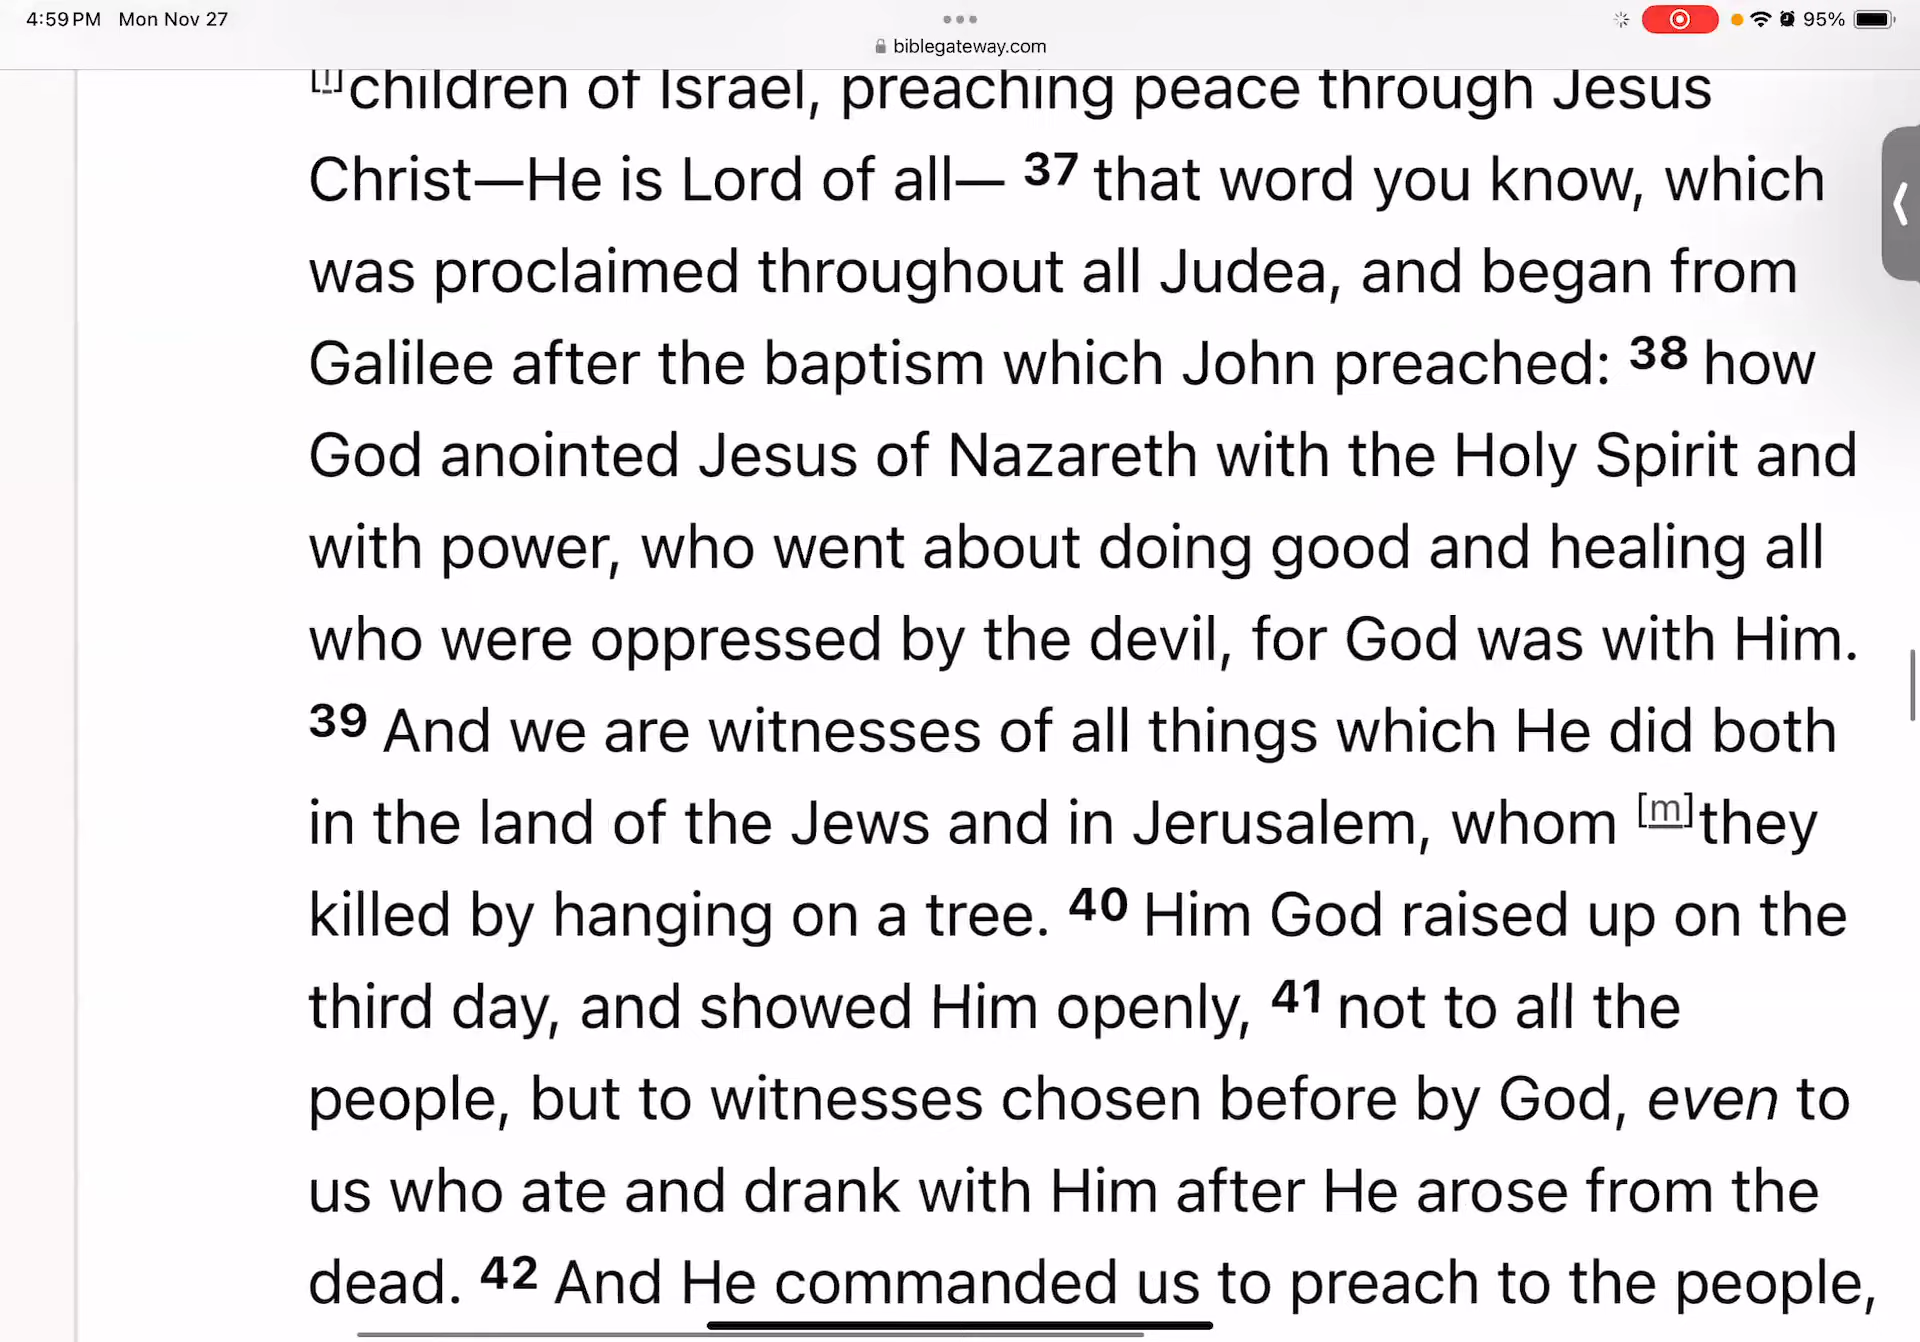 4:59 PM Mon Nov 27
95%
biblegateway.com
[l]children of Israel, preaching peace through Jesus
Christ—He is Lord of all— 37 that word you know, which
was proclaimed throughout all Judea, and began from
Galilee after the baptism which John preached: 38 how
God anointed Jesus of Nazareth with the Holy Spirit and
with power, who went about doing good and healing all
who were oppressed by the devil, for God was with Him.
39 And we are witnesses of all things which He did both
in the land of the Jews and in Jerusalem, whom [m]they
killed by hanging on a tree. 40 Him God raised up on the
third day, and showed Him openly, 41 not to all the
people, but to witnesses chosen before by God, even to
us who ate and drank with Him after He arose from the
dead. 42 And He commanded us to preach to the people,